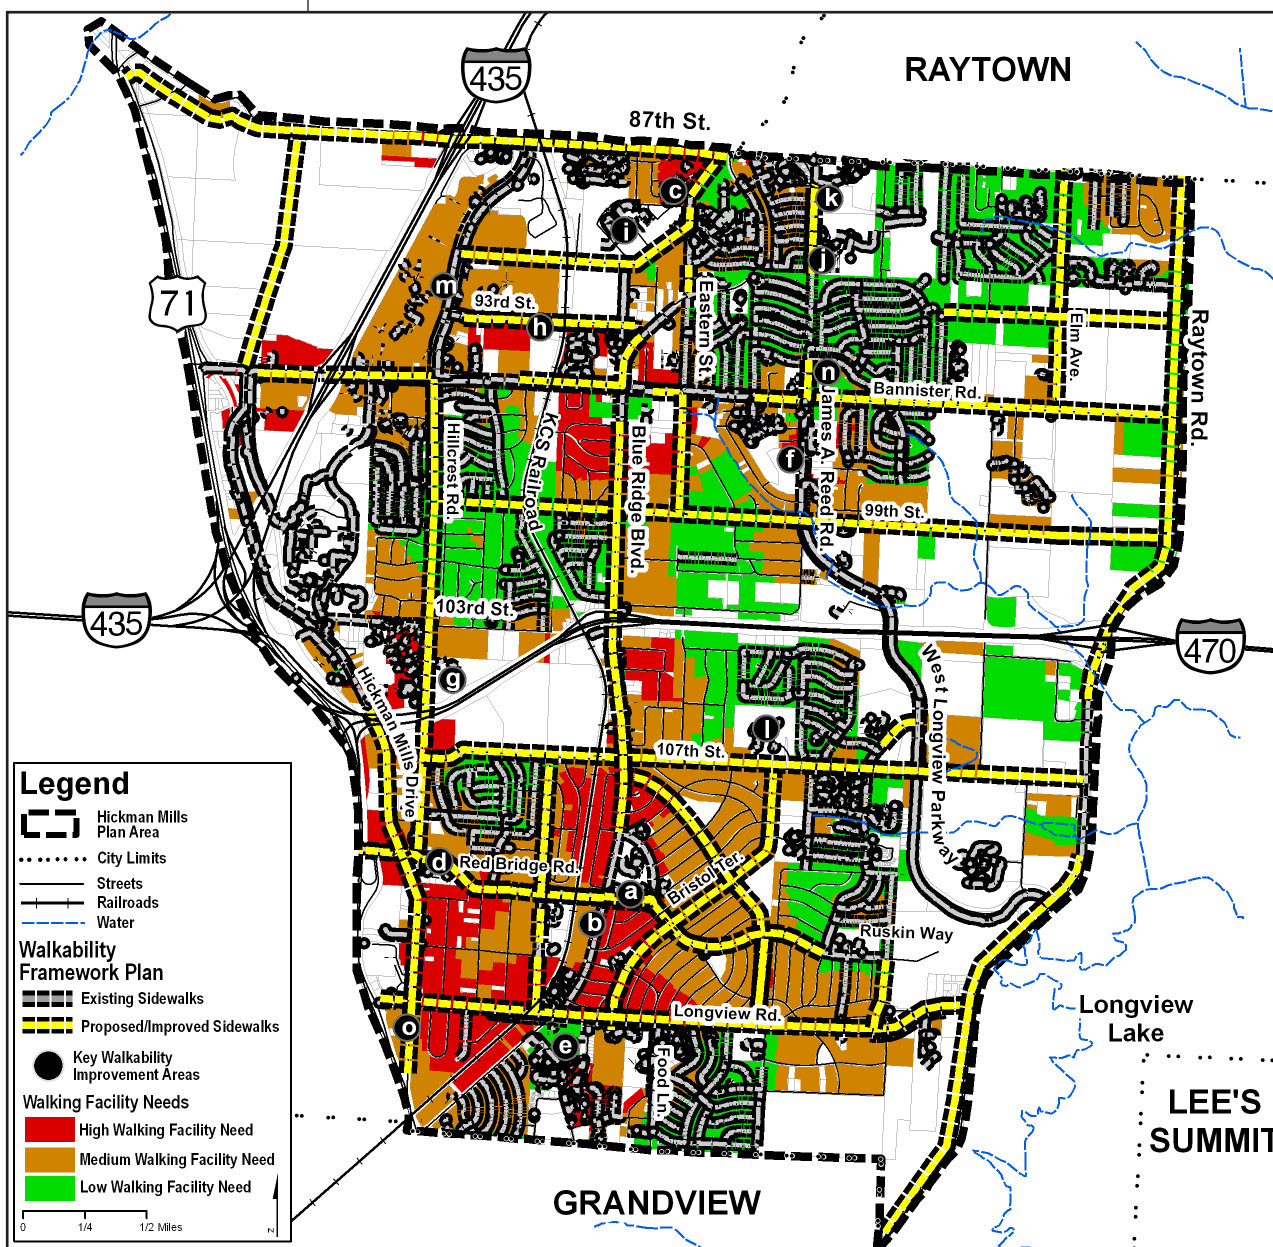 RAYTOWN
435
87th St.
c
k
i
j
m
71
93rd St.
h
Eastern St.
Elm Ave.
Raytown Rd.
n
Bannister Rd.
James A. Reed Rd.
Hillcrest Rd.
KCS Railroad
Blue Ridge Blvd.
f
99th St.
103rd St.
435
470
g
Hickman Mills Drive
West Longview Parkway
l
107th St.
d
Red Bridge Rd.
a
Bristol Ter.
b
Ruskin Way
Longview Rd.
o
e
Food Ln.
Longview
Lake
LEE'S
SUMMIT
GRANDVIEW
Legend
Hickman Mills
Plan Area
City Limits
Streets
Railroads
Water
Walkability
Framework Plan
Existing Sidewalks
Proposed/Improved Sidewalks
Key Walkability
Improvement Areas
Walking Facility Needs
High Walking Facility Need
Medium Walking Facility Need
Low Walking Facility Need
0 1/4 1/2 Miles
z